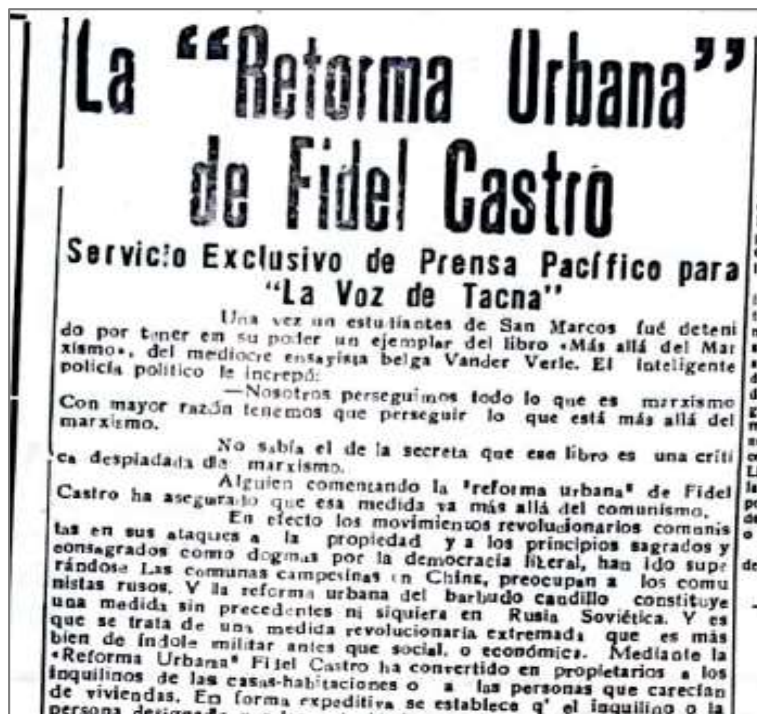 La “Reforma Urbana”
de Fidel Castro
Servicio Exclusivo de Prensa Pacífico para
“La Voz de Tacna”
Una vez un estudiantes de San Marcos fué deteni
do por tener em su poder un ejemplar del libro «Más allá del Mar
xismo», del mediocre ensayista belga Vander Verle. El inteligente
policía político le increpó:
—Nosotros perseguimos todo lo que es marxismo
Con mayor razón tenemos que perseguir lo que está más allá del
marxismo.
No sabía el de la secreta que ese libro es una críti
ca despiadada de marxismo.
Alguien comentando la "reforma urbana" de Fidel
Castro ha asegurado que esa medida va más allá del comunismo.
En efecto los movimientos revolucionarios comunis
tas en sus ataques a la propiedad y a los principios sagrados y
consagrados como dogmas por la democracia liberal, han ido supe
rándose Las comunas campesinas en China, preocupan a los comu
nistas rusos. Y la reforma urbana del barbudo caudillo constituye
una medida sin precedentes ni siquiera en Rusia Soviética. Y es
que se trata de una medida revolucionaria extremada que es más
bien de índole militar antes que social, o económica. Mediante la
«Reforma Urbana" Fidel Castro ha convertido en propietarios a los
inquilinos de las casas-habitaciones o a las personas que carecían
de viviendas. En forma expeditiva se establece q' el inquilino o la
persona